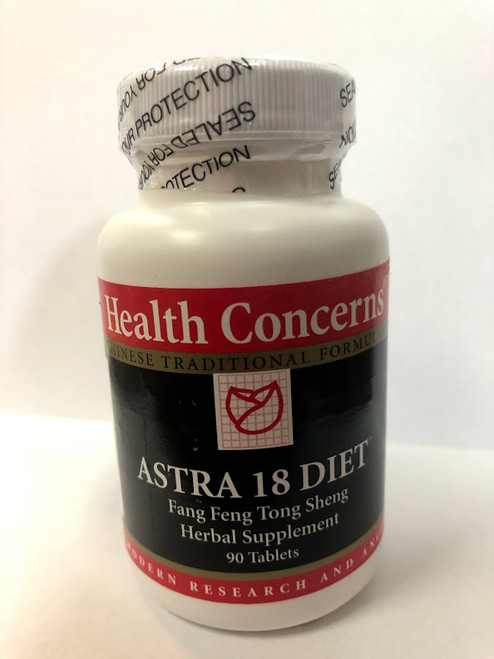 SEALED FOR YOUR PROTECTION
Health Concerns
CHINESE TRADITIONAL FORMULA
ASTRA 18 DIET
Fang Feng Tong Sheng
Herbal Supplement
90 Tablets
MODERN RESEARCH AND